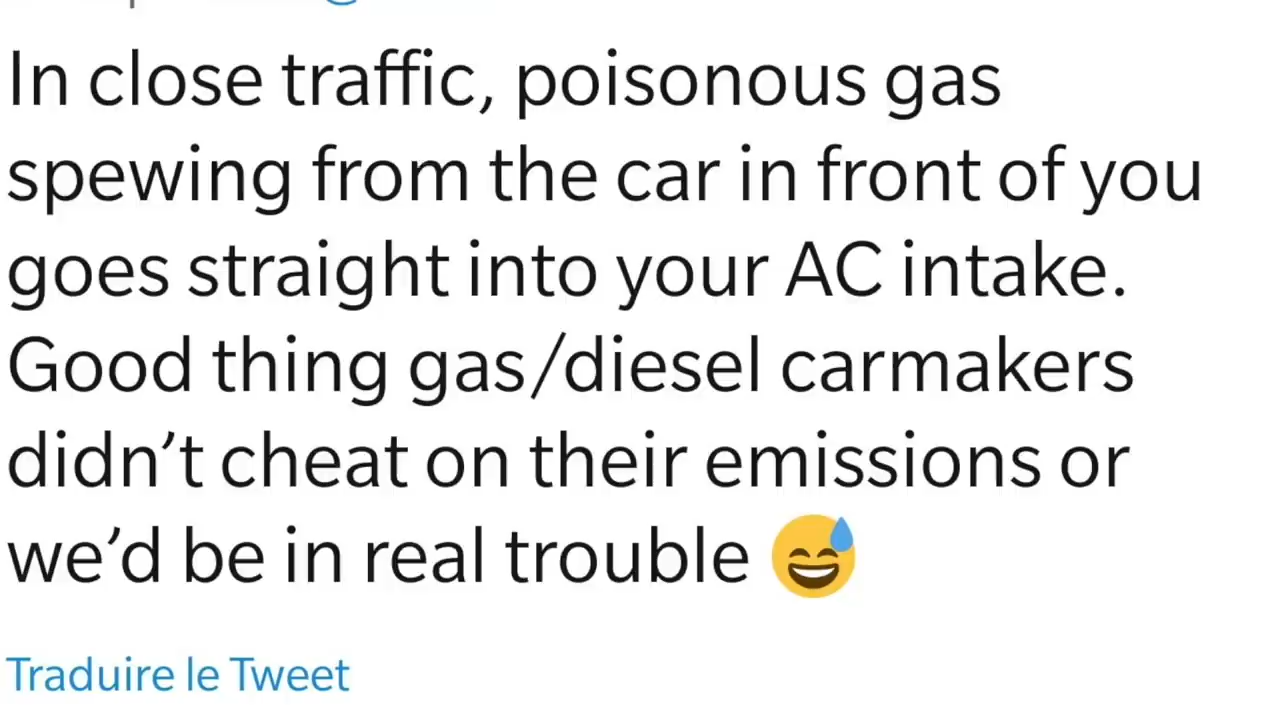 In close traffic, poisonous gas
spewing from the car in front of you
goes straight into your AC intake.
Good thing gas/diesel carmakers
didn’t cheat on their emissions or
we’d be in real trouble 😅
Traduire le Tweet